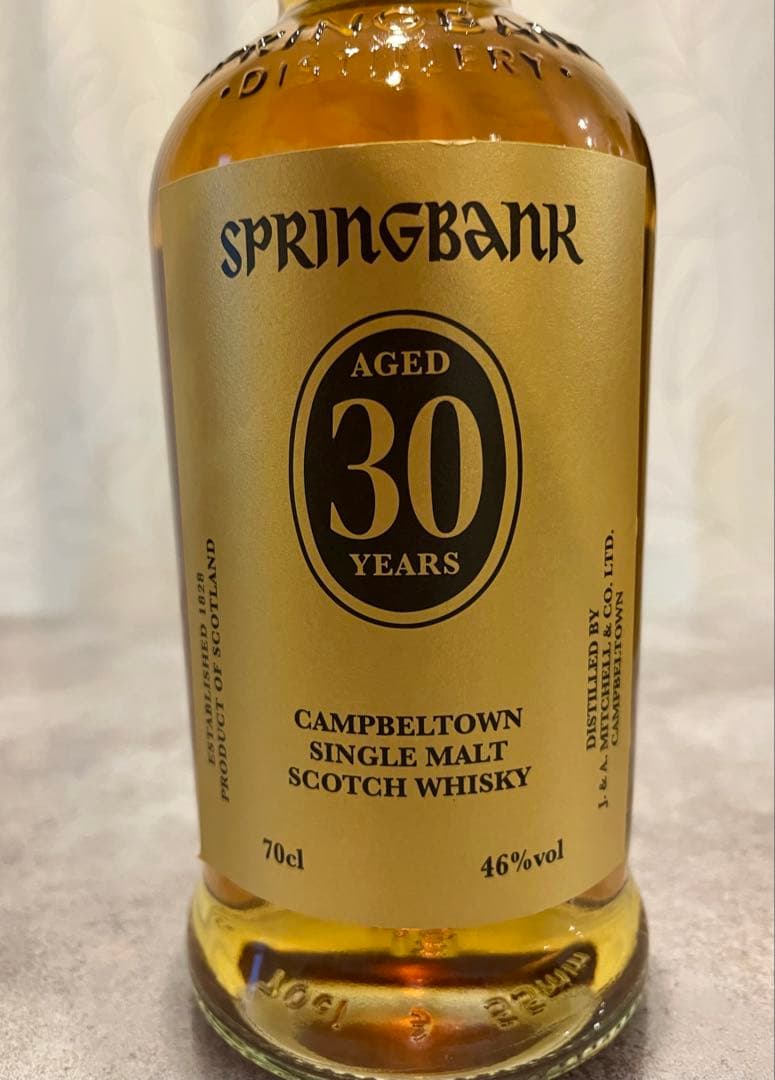 SPRINGBANK
·DISTILLERY·
SPRINGBANK
AGED
30
YEARS
ESTABLISHED 1828
PRODUCT OF SCOTLAND
DISTILLED BY
J. & A. MITCHELL & CO. LTD.
CAMPBELTOWN
CAMPBELTOWN
SINGLE MALT
SCOTCH WHISKY
70cl
46%vol